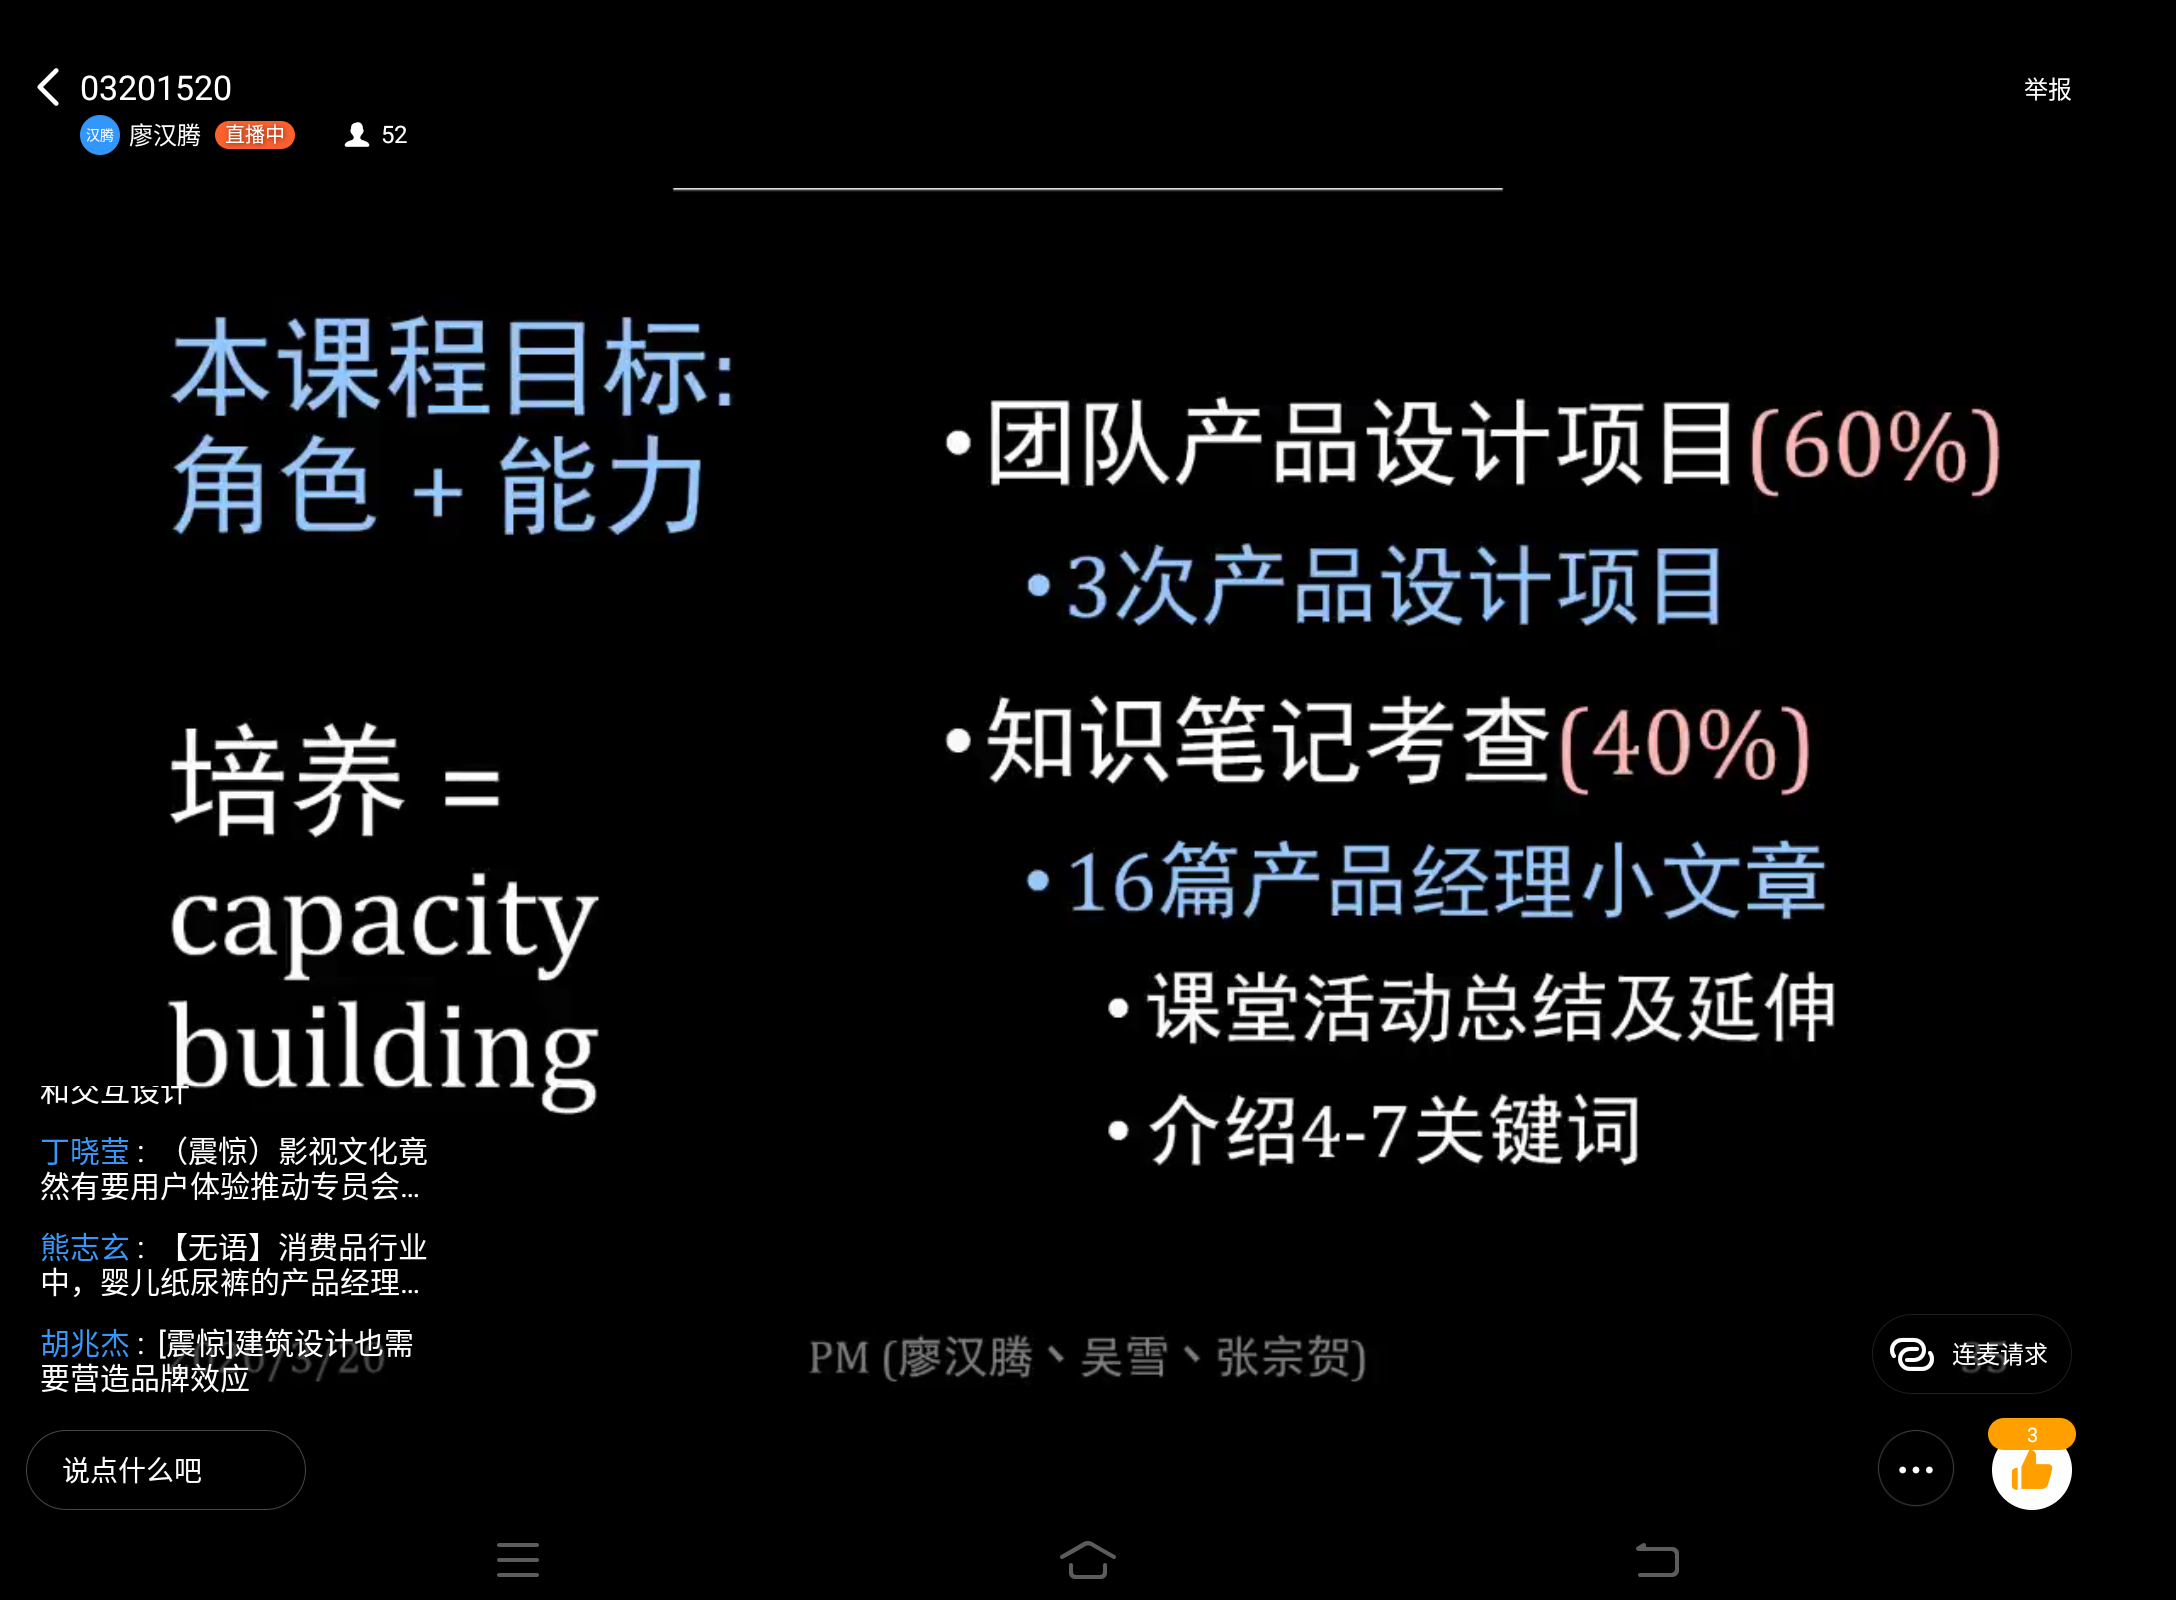 03201520
举报
汉腾 廖汉腾 直播中 52
本课程目标:
角色 + 能力
培养 =
capacity
building
•团队产品设计项目(60%)
•3次产品设计项目
•知识笔记考查(40%)
•16篇产品经理小文章
•课堂活动总结及延伸
•介绍4-7关键词
和交互设计
丁晓莹: （震惊）影视文化竟
然有要用户体验推动专员会...
熊志玄: 【无语】消费品行业
中，婴儿纸尿裤的产品经理...
胡兆杰: [震惊]建筑设计也需
要营造品牌效应
PM (廖汉腾、吴雪、张宗贺)
连麦请求
说点什么吧
3